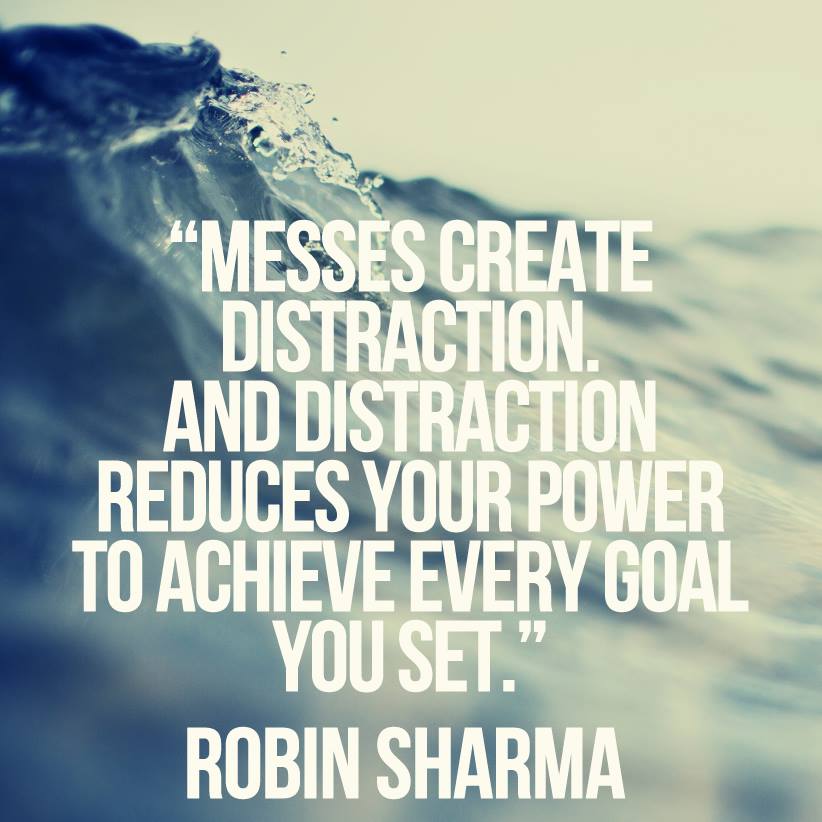 “MESSES CREATE
DISTRACTION.
AND DISTRACTION
REDUCES YOUR POWER
TO ACHIEVE EVERY GOAL
YOU SET.”
ROBIN SHARMA